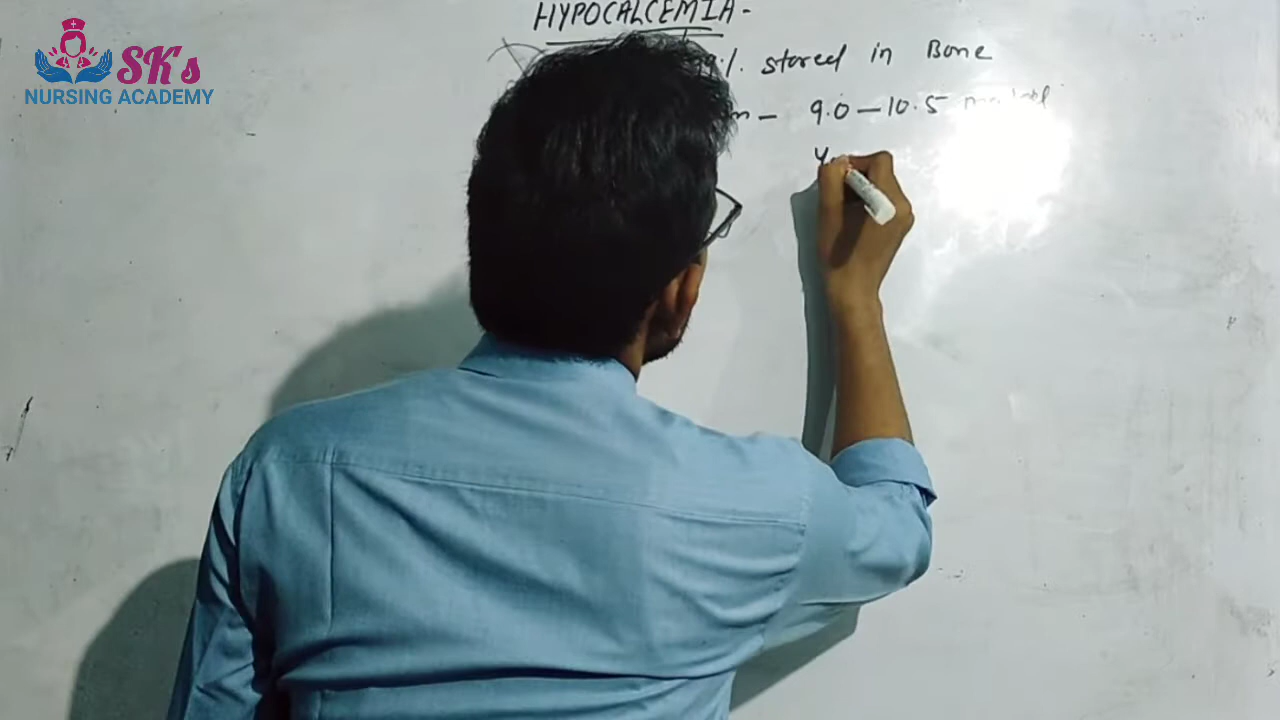 SK's
NURSING ACADEMY
HYPOCALCEMIA-
stored in Bone
9.0-10.5